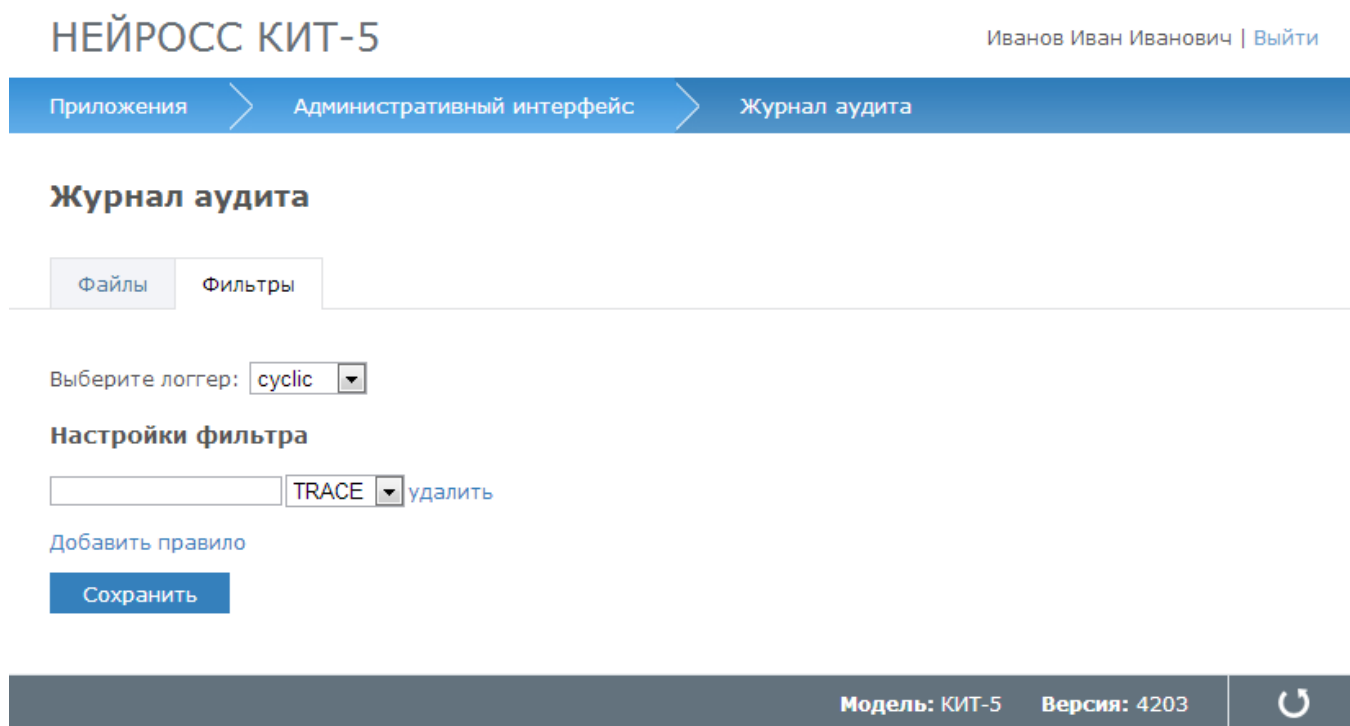 НЕЙРОСС КИТ-5
Иванов Иван Иванович | Выйти
Приложения Административный интерфейс Журнал аудита
Журнал аудита
Файлы Фильтры
Выберите логгер: cyclic
Настройки фильтра
TRACE удалить
Добавить правило
Сохранить
Модель: КИТ-5 Версия: 4203